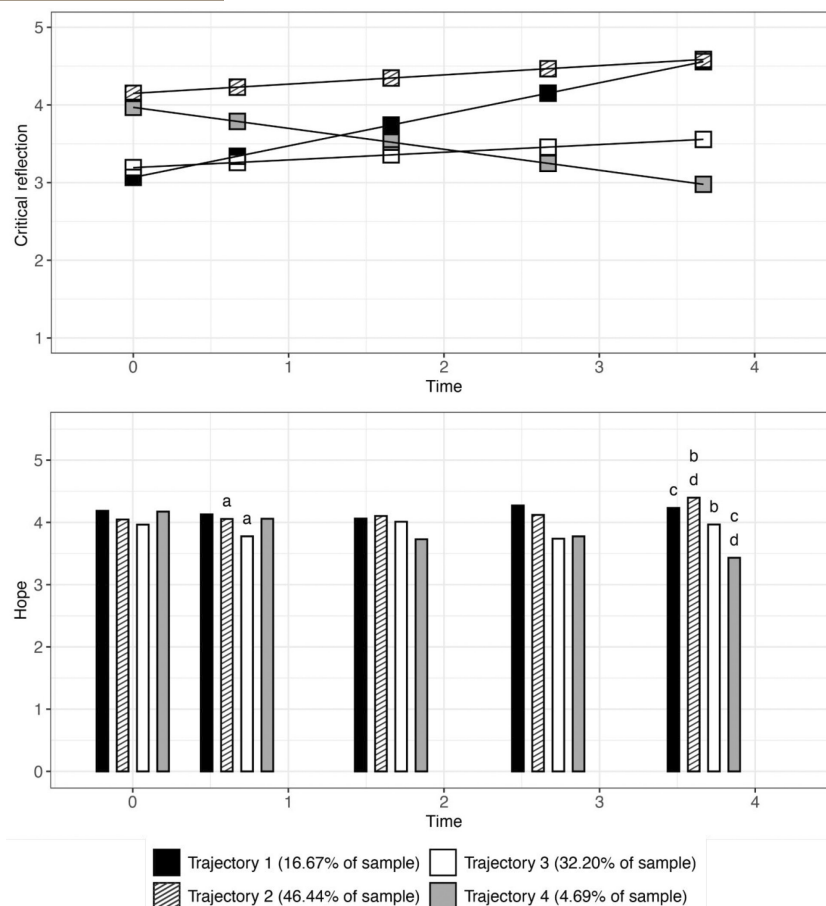 5
4
3
2
1
Critical reflection
0 1 2 3 4
Time
b
d
c b c
d
a
a
5
4
3
2
1
0
Hope
0 1 2 3 4
Time
Trajectory 1 (16.67% of sample) Trajectory 3 (32.20% of sample)
Trajectory 2 (46.44% of sample) Trajectory 4 (4.69% of sample)